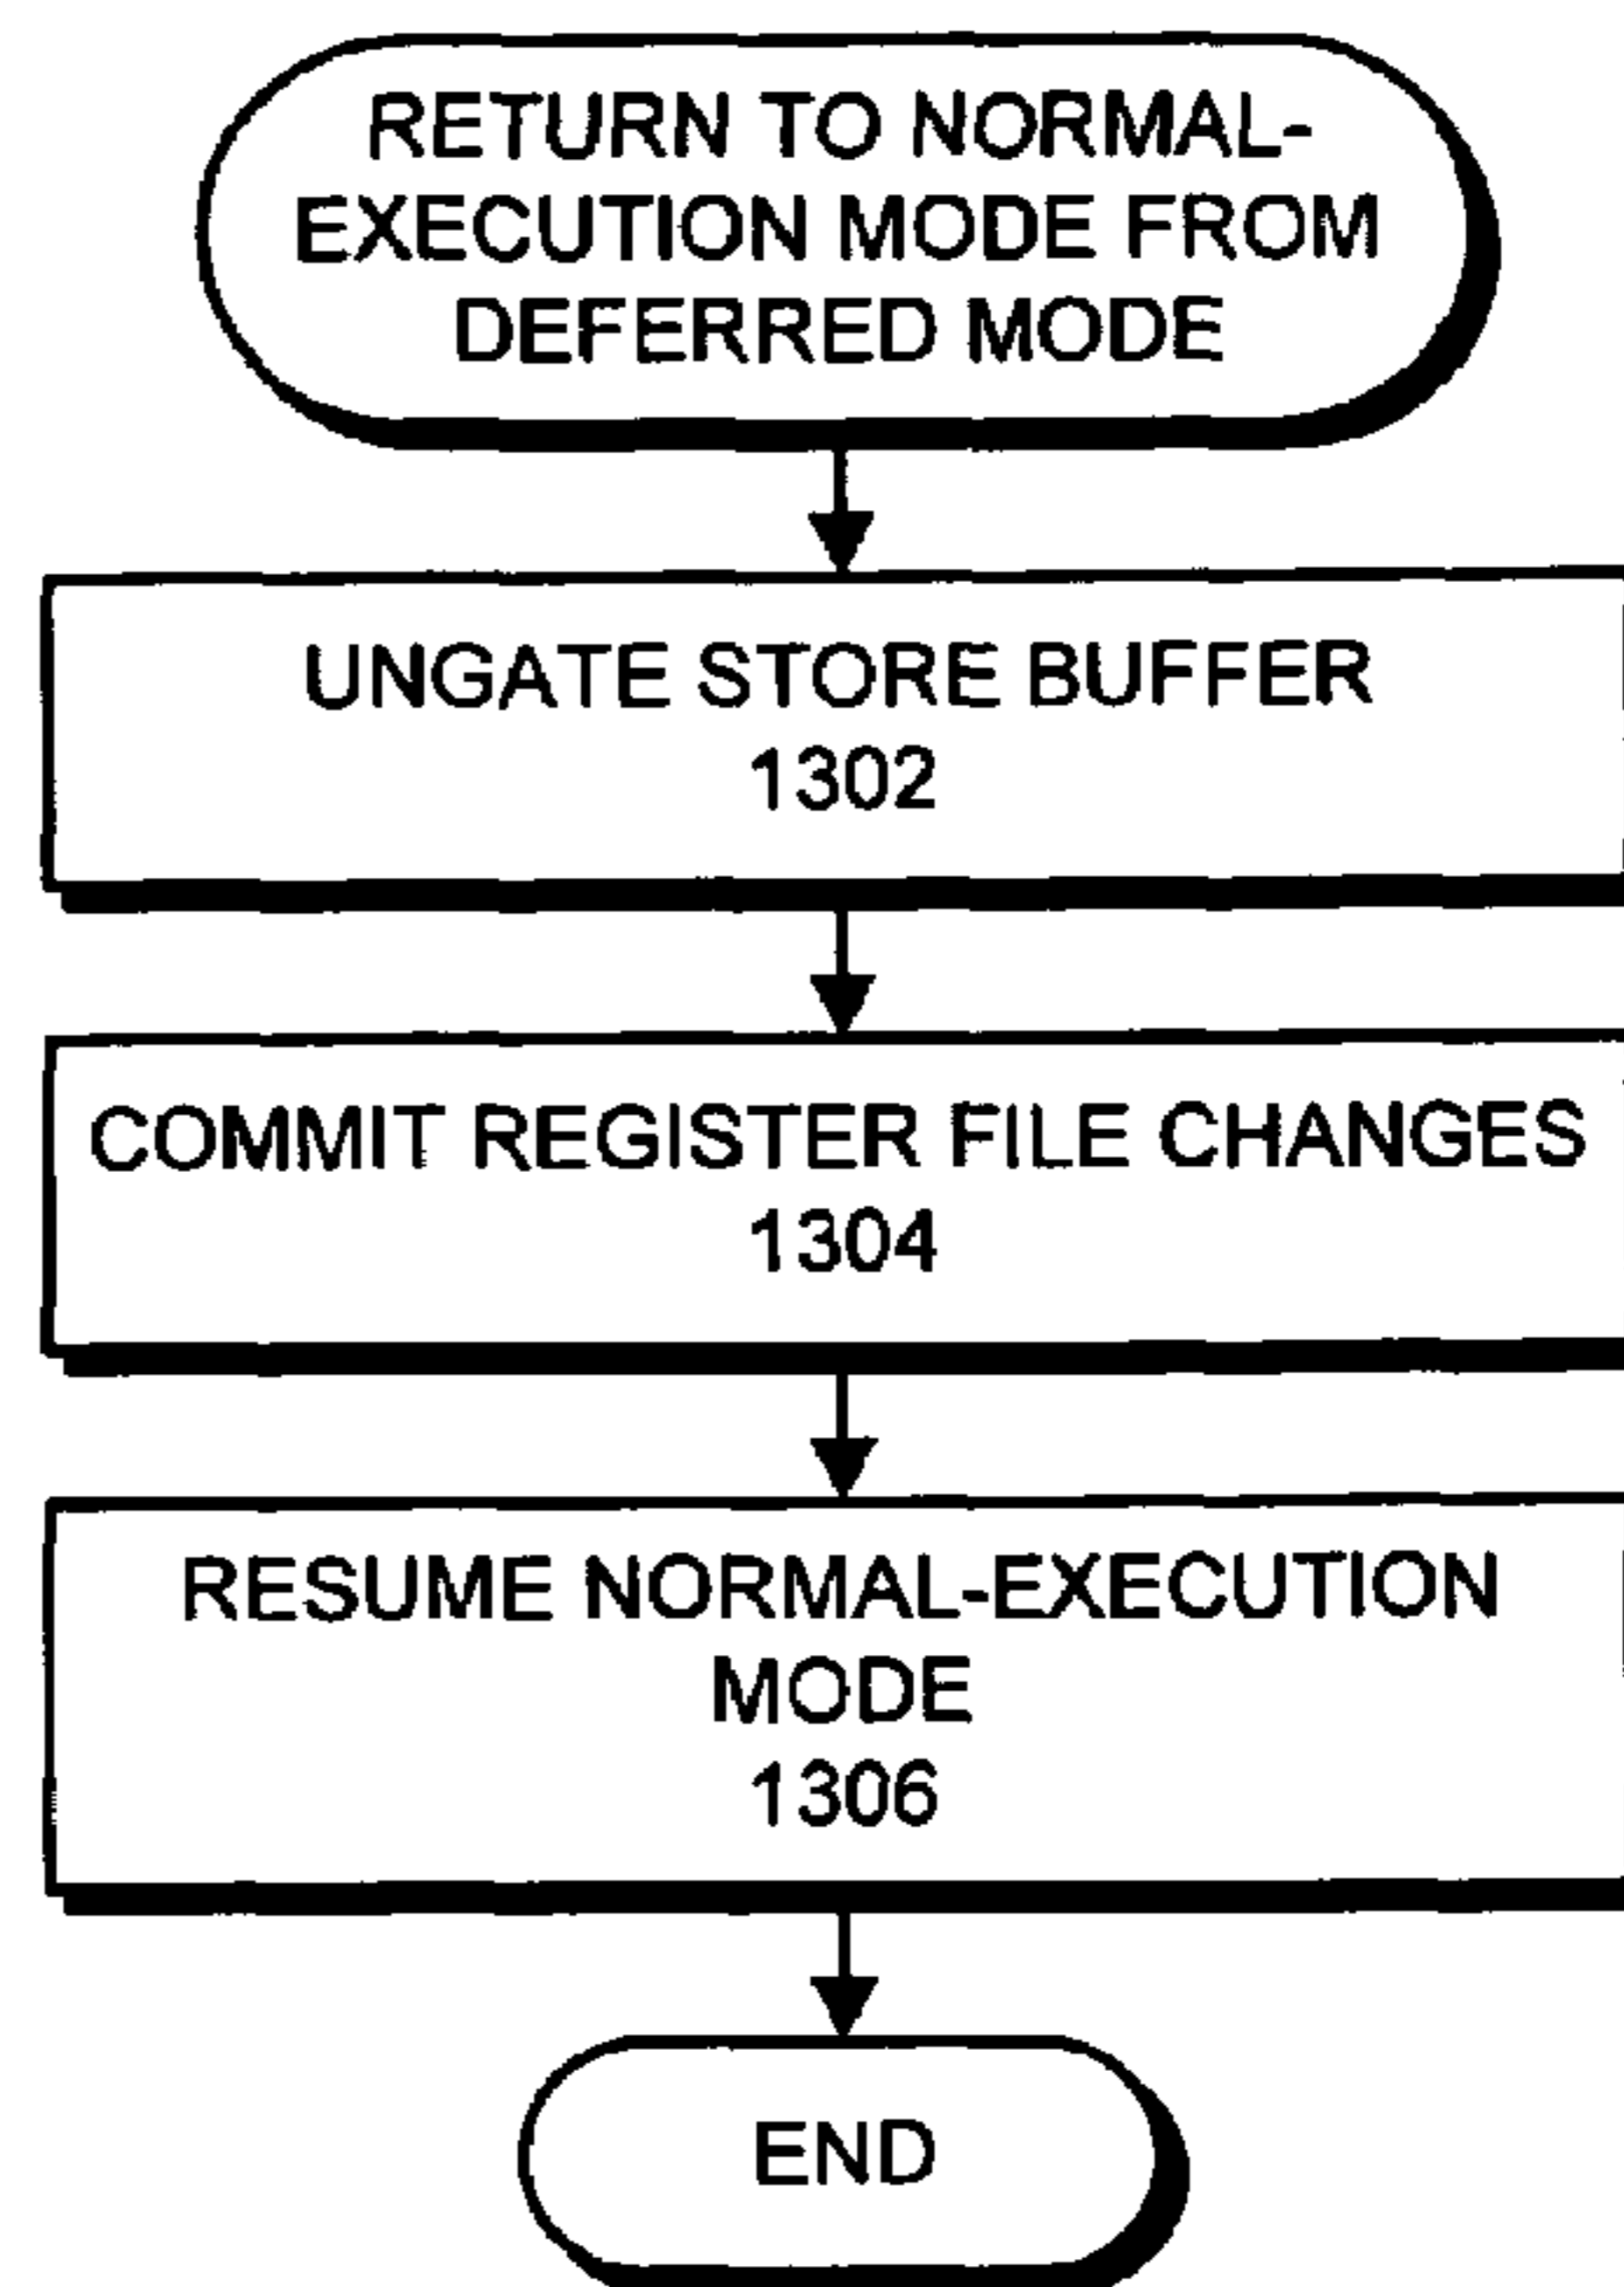 RETURN TO NORMAL-
EXECUTION MODE FROM
DEFERRED MODE
UNGATE STORE BUFFER
1302
COMMIT REGISTER FILE CHANGES
1304
RESUME NORMAL-EXECUTION
MODE
1306
END